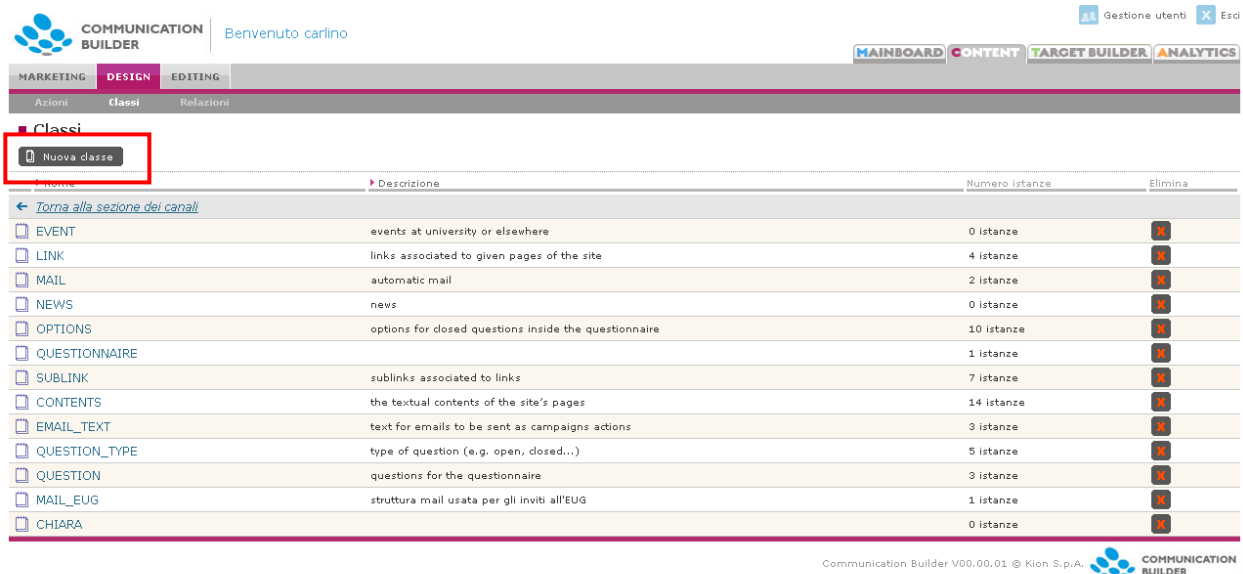 COMMUNICATION
BUILDER
Benvenuto carlino
Gestione utenti
X Esci
MAINBOARD CONTENT TARGET BUILDER ANALYTICS
MARKETING DESIGN EDITING
Azioni Classi Relazioni
Classi
Nuova classe
Nome Descrizione Numero istanze Elimina
Torna alla sezione dei canali
EVENT events at university or elsewhere 0 istanze X
LINK links associated to given pages of the site 4 istanze X
MAIL automatic mail 2 istanze X
NEWS news 0 istanze X
OPTIONS options for closed questions inside the questionnaire 10 istanze X
QUESTIONNAIRE 1 istanze X
SUBLINK sublinks associated to links 7 istanze X
CONTENTS the textual contents of the site's pages 14 istanze X
EMAIL_TEXT text for emails to be sent as campaigns actions 3 istanze X
QUESTION_TYPE type of question (e.g. open, closed...) 5 istanze X
QUESTION questions for the questionnaire 3 istanze X
MAIL_EUG struttura mail usata per gli inviti all'EUG 1 istanze X
CHIARA 0 istanze X
Communication Builder V00.00.01 © Kion S.p.A.
COMMUNICATION
BUILDER